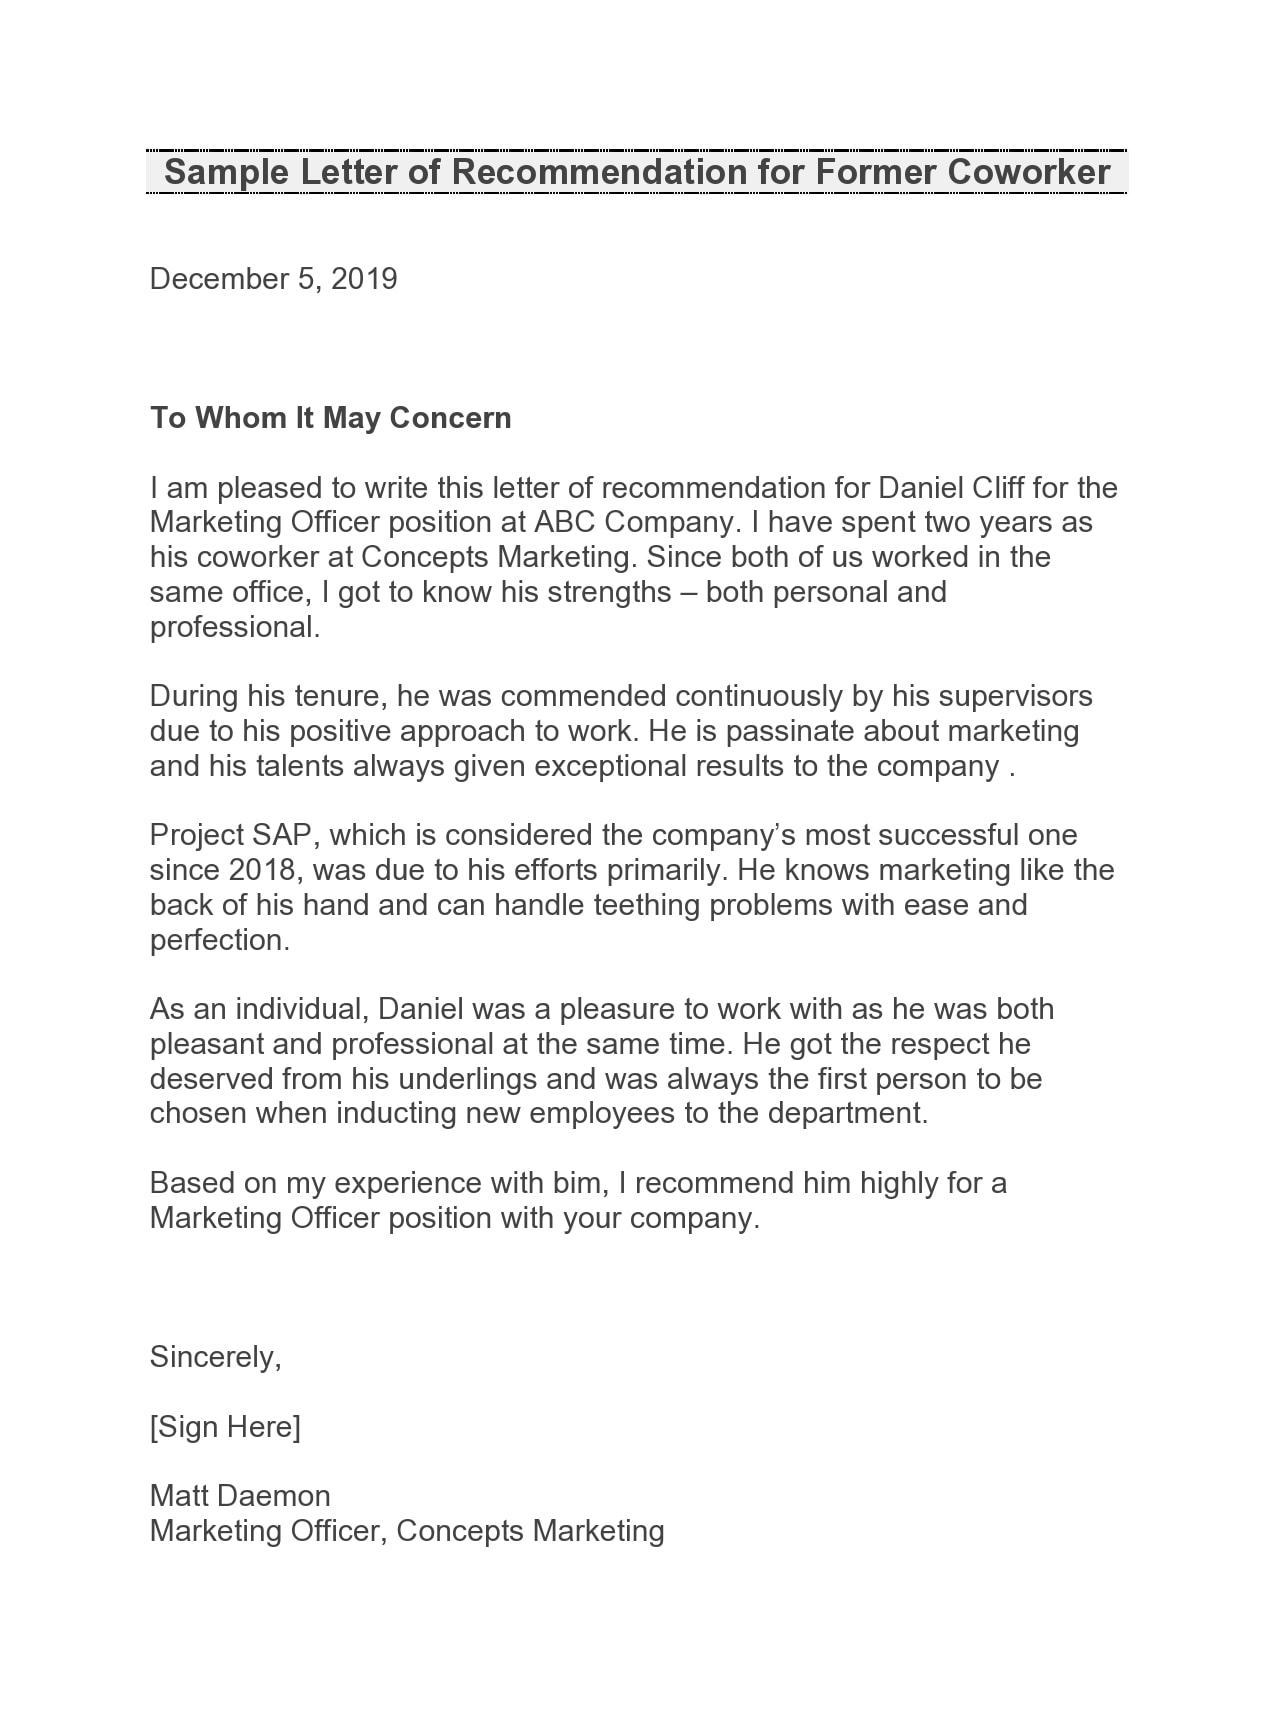 Sample Letter of Recommendation for Former Coworker
December 5, 2019
To Whom It May Concern
I am pleased to write this letter of recommendation for Daniel Cliff for the
Marketing Officer position at ABC Company. I have spent two years as
his coworker at Concepts Marketing. Since both of us worked in the
same office, I got to know his strengths – both personal and
professional.
During his tenure, he was commended continuously by his supervisors
due to his positive approach to work. He is passinate about marketing
and his talents always given exceptional results to the company .
Project SAP, which is considered the company’s most successful one
since 2018, was due to his efforts primarily. He knows marketing like the
back of his hand and can handle teething problems with ease and
perfection.
As an individual, Daniel was a pleasure to work with as he was both
pleasant and professional at the same time. He got the respect he
deserved from his underlings and was always the first person to be
chosen when inducting new employees to the department.
Based on my experience with bim, I recommend him highly for a
Marketing Officer position with your company.
Sincerely,
[Sign Here]
Matt Daemon
Marketing Officer, Concepts Marketing